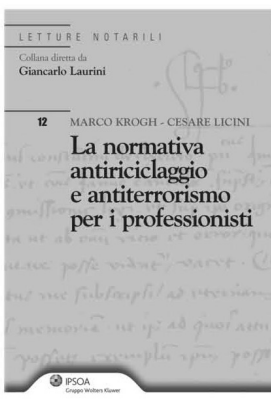 LETTURE NOTARILI
Collana diretta da
Giancarlo Laurini
12 MARCO KROGH - CESARE LICINI
La normativa
antiriciclaggio
e antiterrorismo
per i professionisti
IPSOA
Gruppo Wolters Kluwer